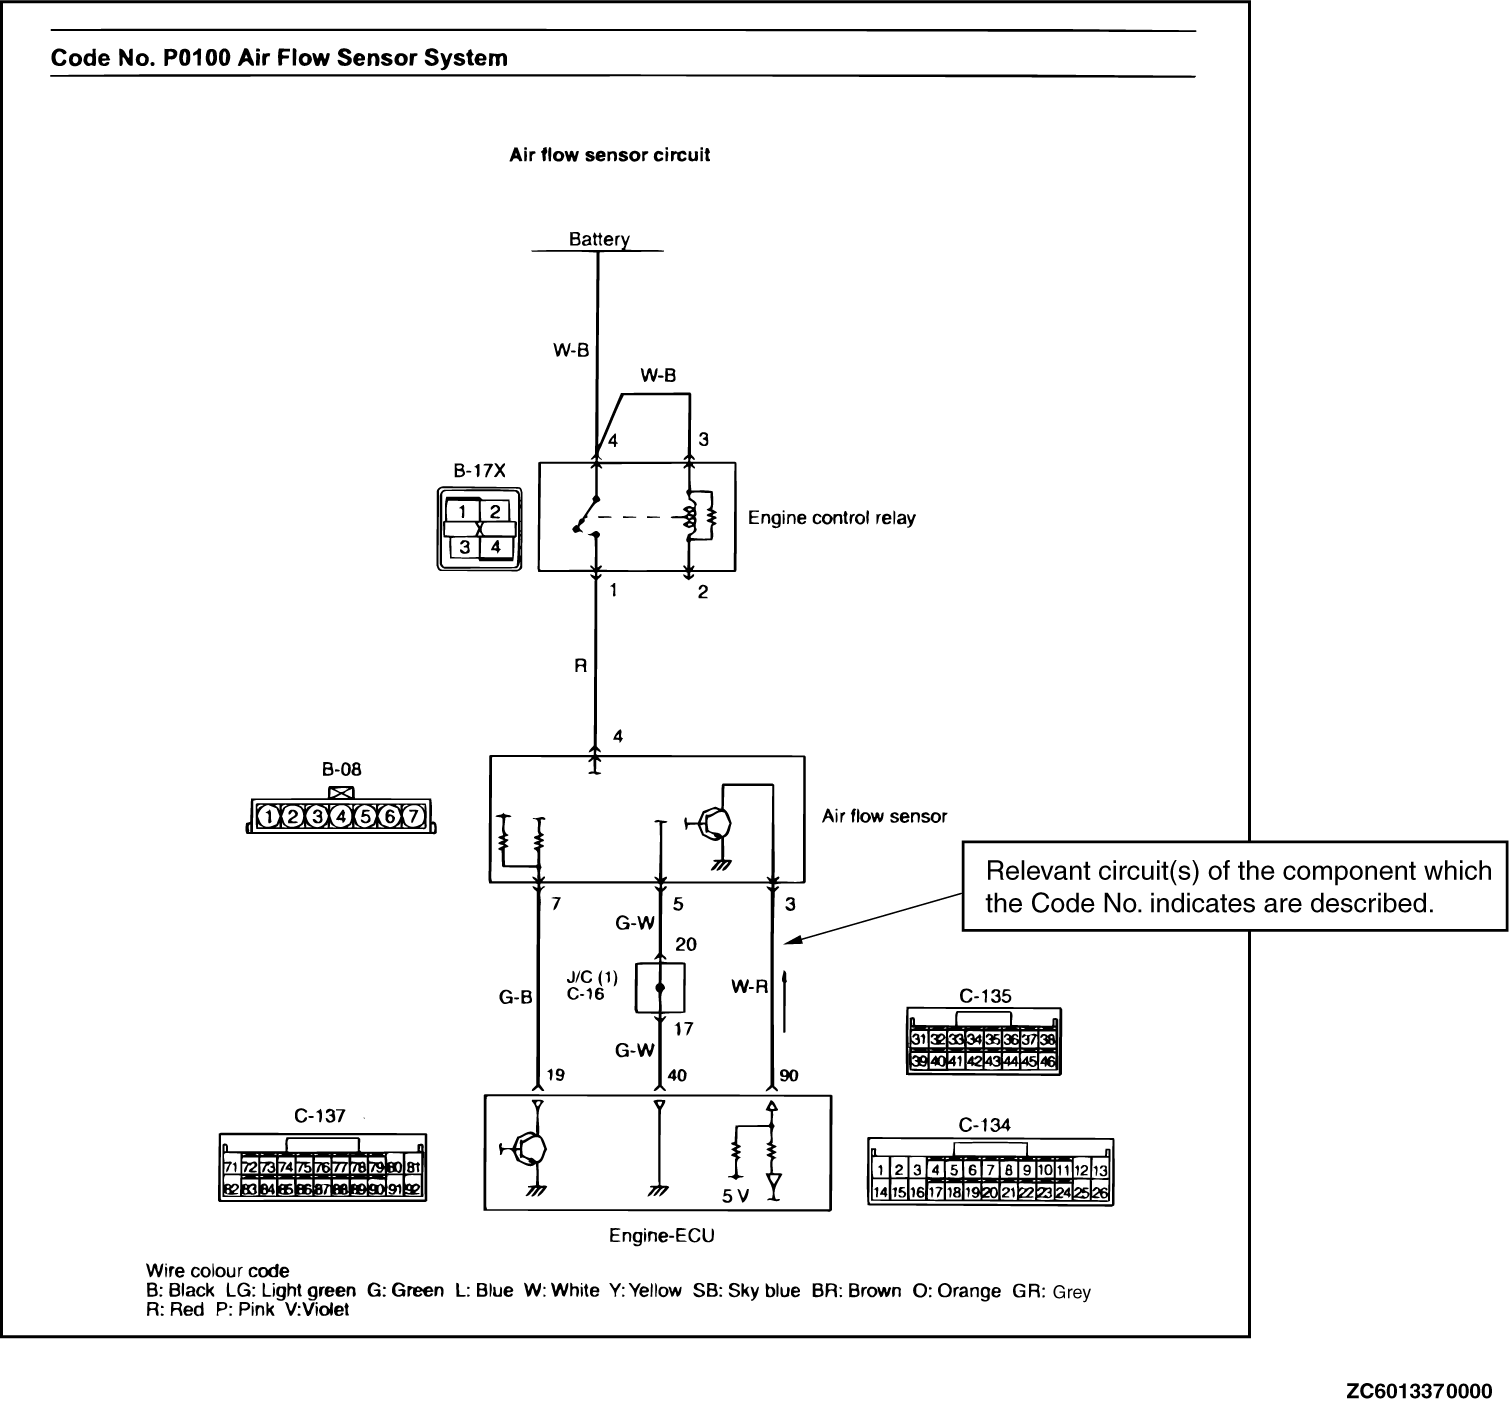 Code No. P0100 Air Flow Sensor System
Air flow sensor circuit
Battery
W-B
W-B
4
3
B-17X
1 2
3 4
Engine control relay
1
2
R
4
B-08
1 2 3 4 5 6 7
Air flow sensor
Relevant circuit(s) of the component which
the Code No. indicates are described.
7
5
3
G-W
20
J/C (1)
C-16
G-B
W-R
17
G-W
C-135
31 32 33 34 35 36 37 38
39 40 41 42 43 44 45 46
19
40
90
C-137
71 72 73 74 75 76 77 78 79 80 81
82 83 84 85 86 87 88 89 90 91 92
C-134
1 2 3 4 5 6 7 8 9 10 11 12 13
14 15 16 17 18 19 20 21 22 23 24 25 26
5 V
Engine-ECU
Wire colour code
B: Black LG: Light green G: Green L: Blue W: White Y: Yellow SB: Sky blue BR: Brown O: Orange GR: Grey
R: Red P: Pink V:Violet
ZC6013370000